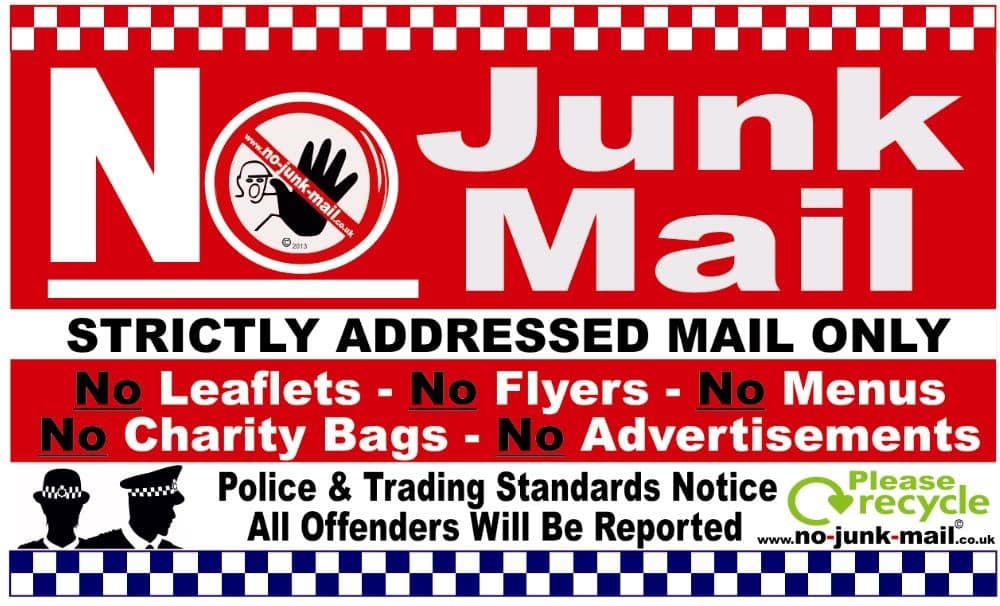 No Junk
Mail
www.no-junk-mail.co.uk
© 2013
STRICTLY ADDRESSED MAIL ONLY
No Leaflets - No Flyers - No Menus
No Charity Bags - No Advertisements
Police & Trading Standards Notice
All Offenders Will Be Reported
Please
recycle
©
www.no-junk-mail.co.uk